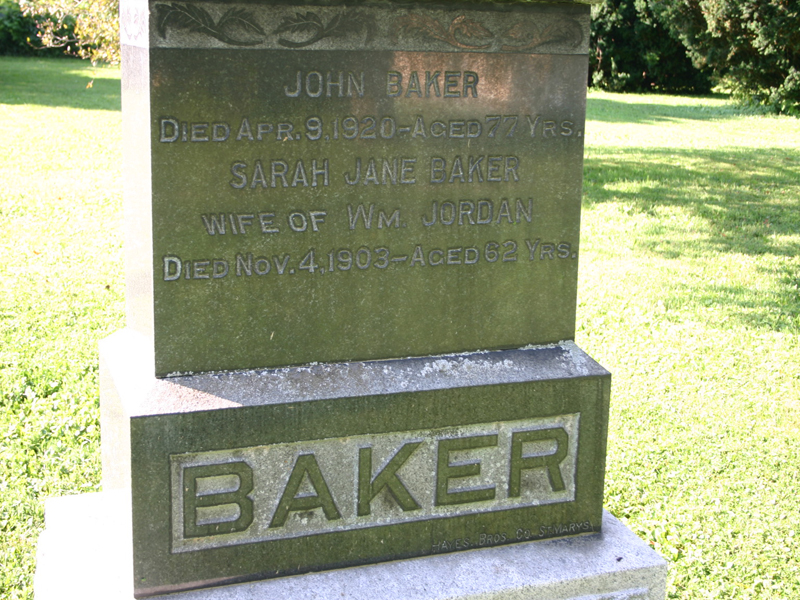 JOHN BAKER
DIED APR. 9, 1920 - AGED 77 YRS.
SARAH JANE BAKER
WIFE OF WM. JORDAN
DIED NOV. 4, 1903 - AGED 62 YRS.
BAKER
HAYES BROS. CO. ST. MARYS